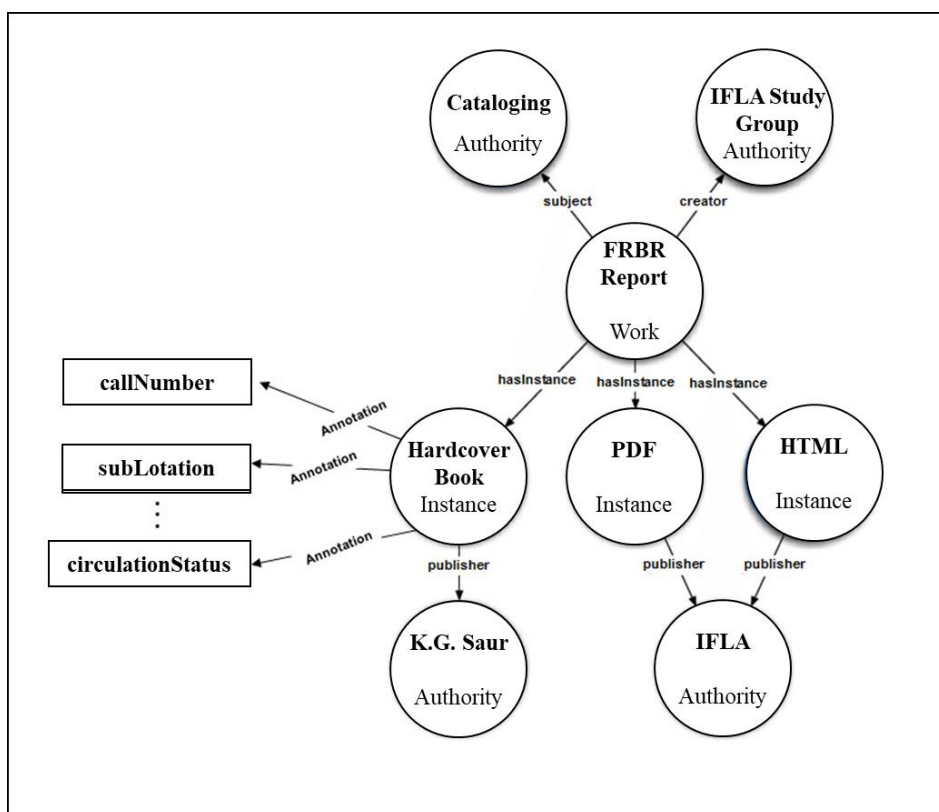 Cataloging
Authority
IFLA Study
Group
Authority
subject
creator
FRBR
Report
Work
hasInstance
hasInstance
hasInstance
callNumber
Annotation
subLotation
Annotation
circulationStatus
Annotation
Hardcover
Book
Instance
PDF
Instance
HTML
Instance
publisher
publisher
publisher
K.G. Saur
Authority
IFLA
Authority